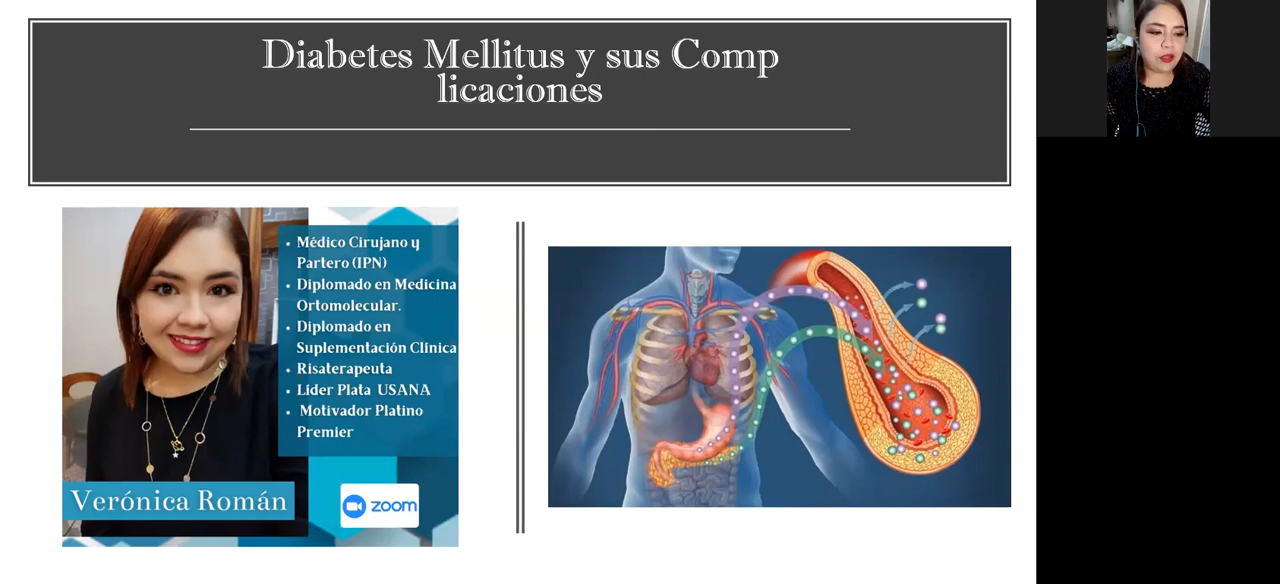 Diabetes Mellitus y sus Comp
licaciones
• Médico Cirujano y
Partero (IPN)
• Diplomado en Medicina
Ortomolecular.
• Diplomado en
Suplementación Clínica
• Risaterapeuta
• Líder Plata USANA
• Motivador Platino
Premier
Verónica Román
zoom